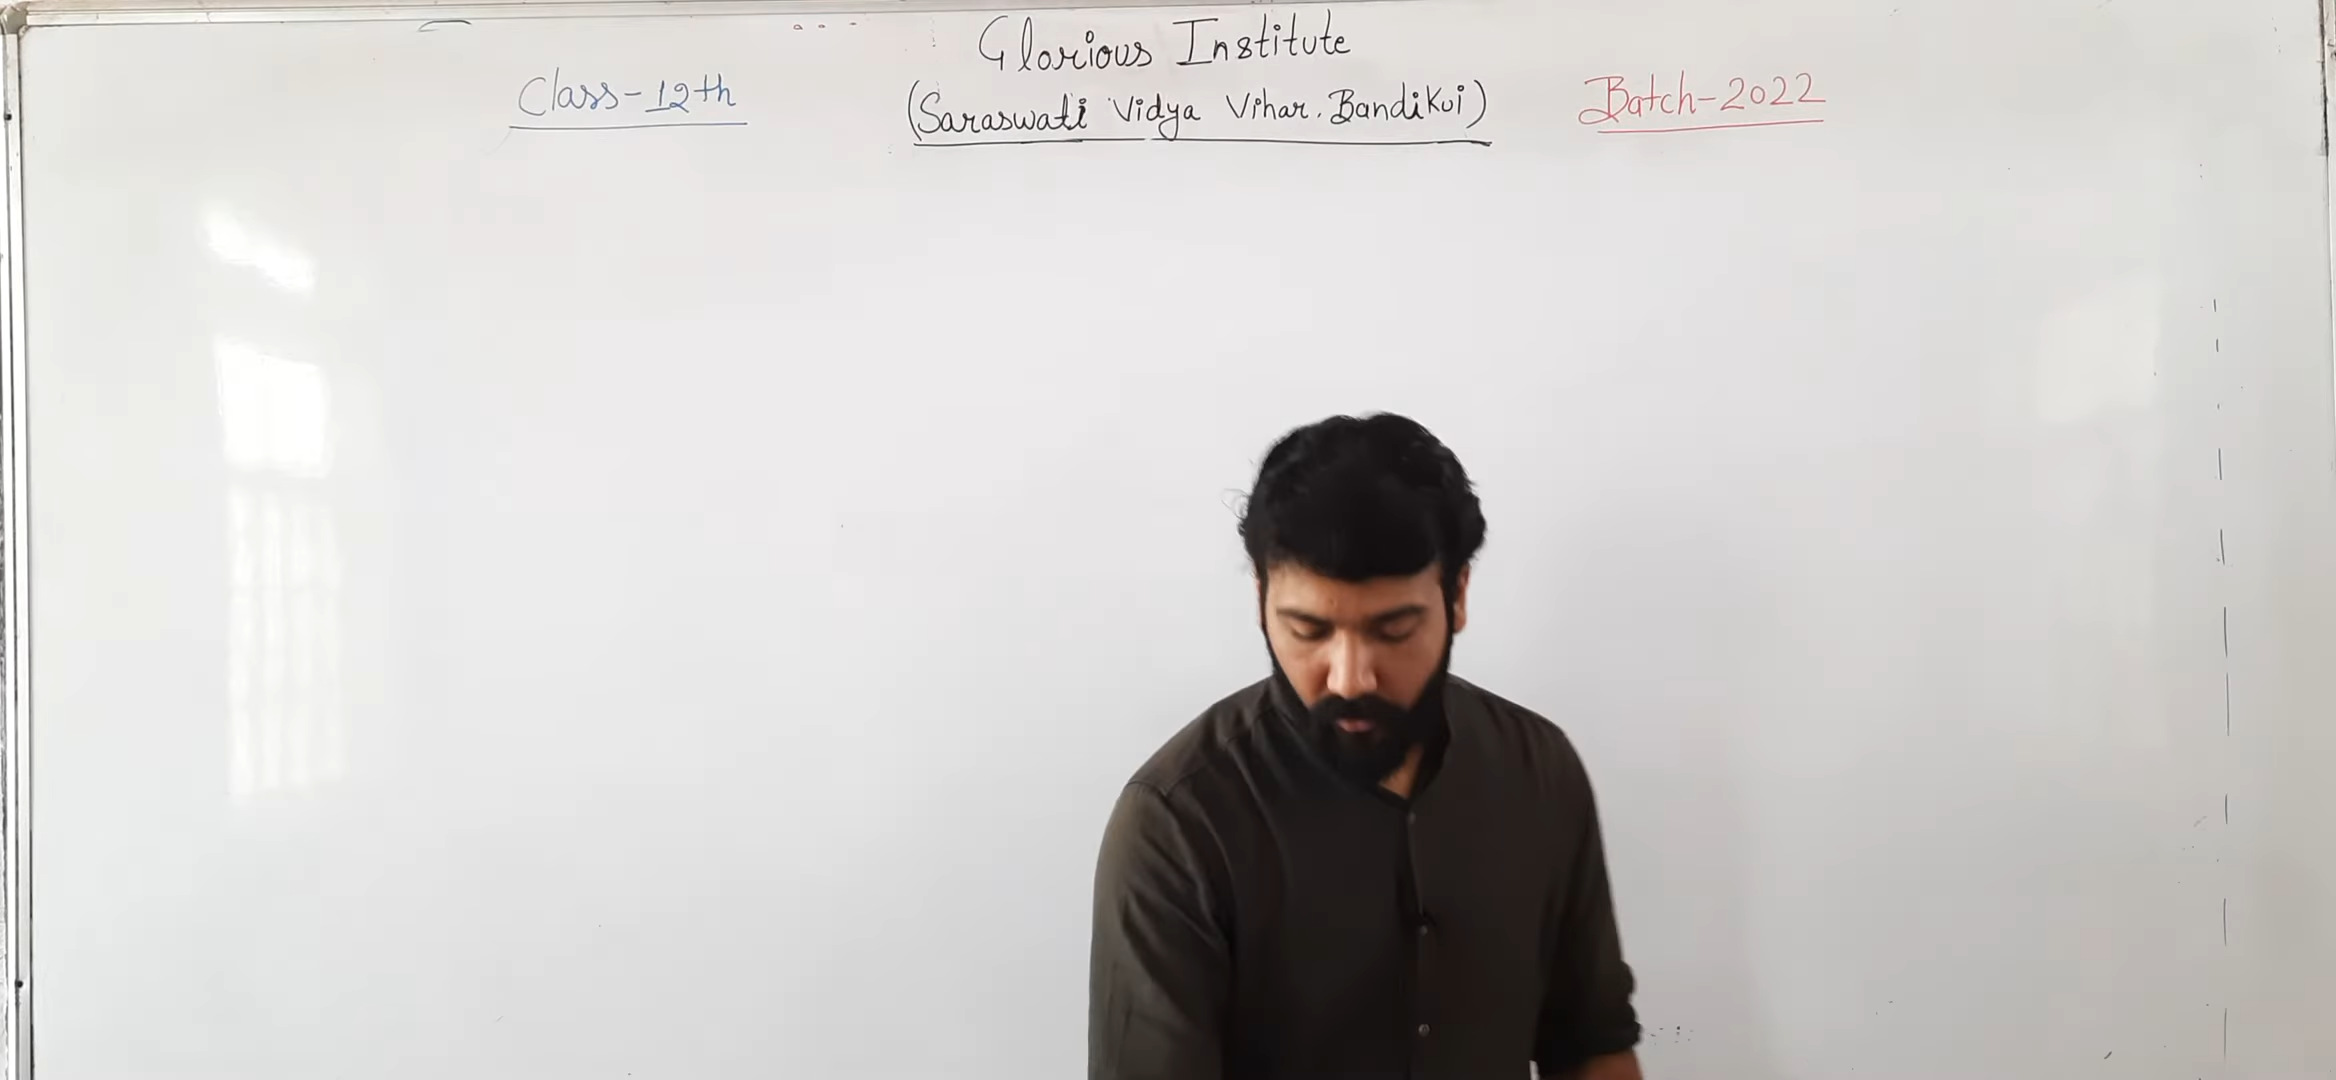 Glorious Institute
Class-12th
(Saraswati Vidya Vihar. Bandikui)
Batch-2022